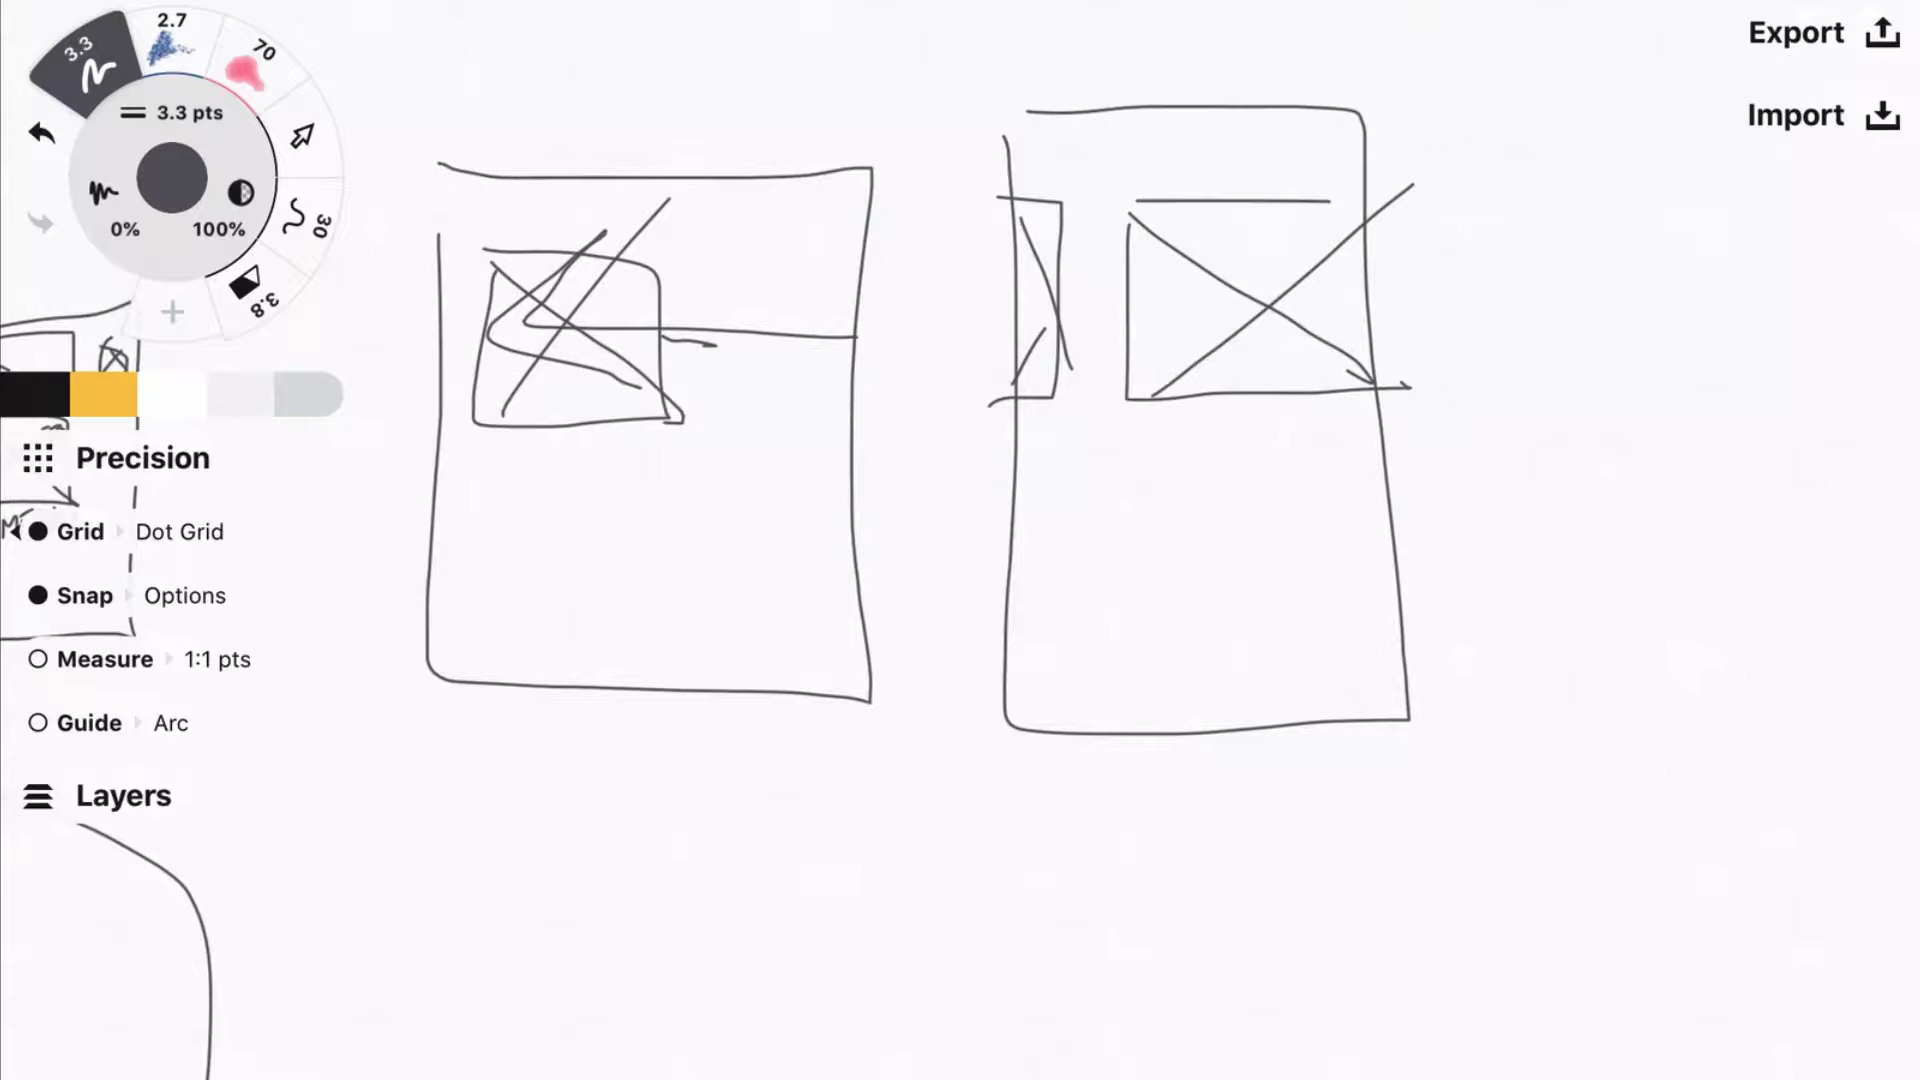 2.7
3.3
70
3.3 pts
0%
100%
30
3.8
Export
Import
Precision
Grid Dot Grid
Snap Options
Measure 1:1 pts
Guide Arc
Layers